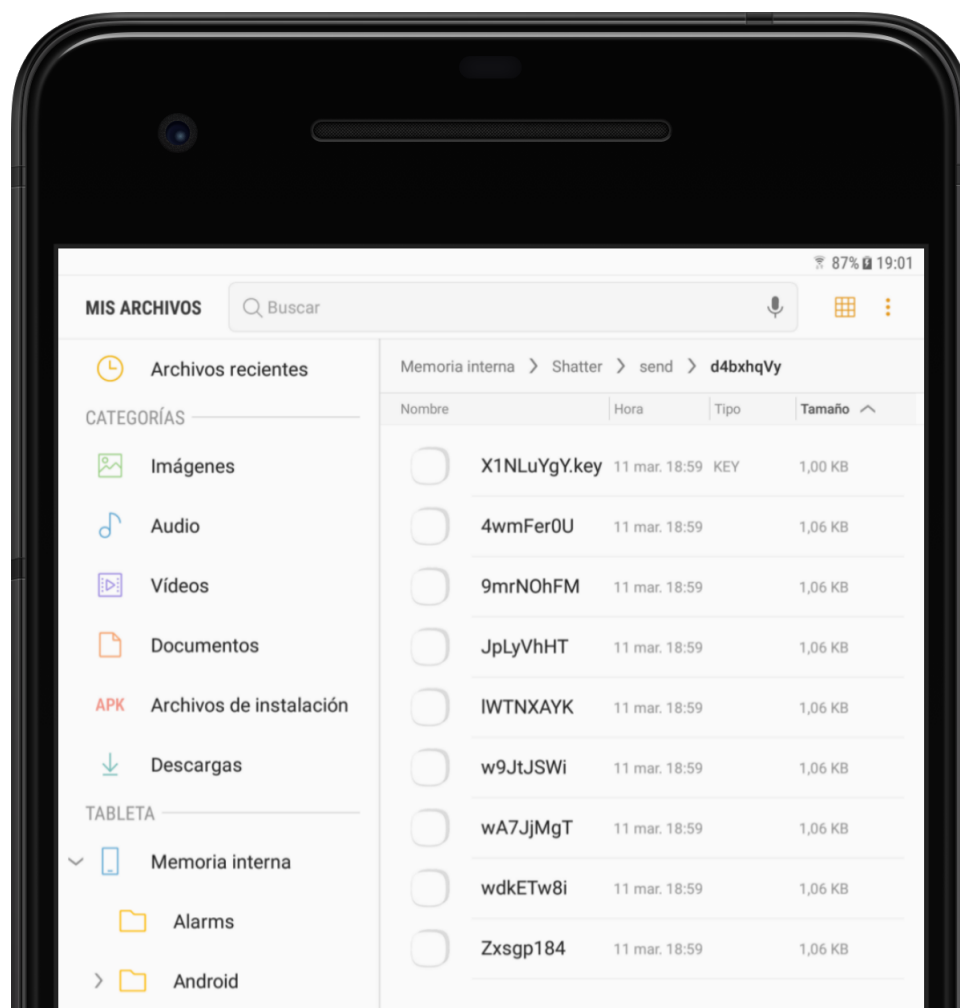 87% 19:01
MIS ARCHIVOS Buscar
Archivos recientes
CATEGORÍAS
Imágenes
Audio
Vídeos
Documentos
APK Archivos de instalación
Descargas
TABLETA
Memoria interna
Alarms
Android
Memoria interna > Shatter > send > d4bxhqVy
Nombre Hora Tipo Tamaño
X1NLuYgY.key 11 mar. 18:59 KEY 1,00 KB
4wmFer0U 11 mar. 18:59 1,06 KB
9mrNOhFM 11 mar. 18:59 1,06 KB
JpLyVhHT 11 mar. 18:59 1,06 KB
lWTNXAYK 11 mar. 18:59 1,06 KB
w9JtJSWi 11 mar. 18:59 1,06 KB
wA7JjMgT 11 mar. 18:59 1,06 KB
wdkETw8i 11 mar. 18:59 1,06 KB
Zxsgp184 11 mar. 18:59 1,06 KB